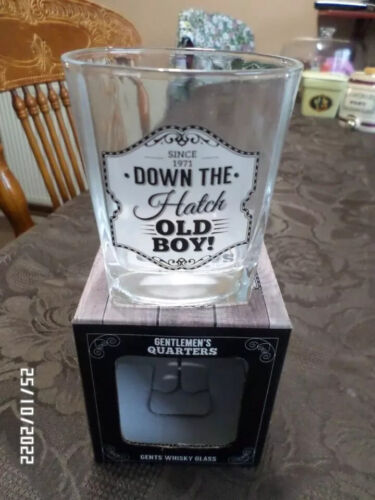 SINCE
1971
• DOWN THE •
Hatch
OLD
BOY!
GENTLEMEN'S
QUARTERS
GENTS WHISKY GLASS
25/10/2022